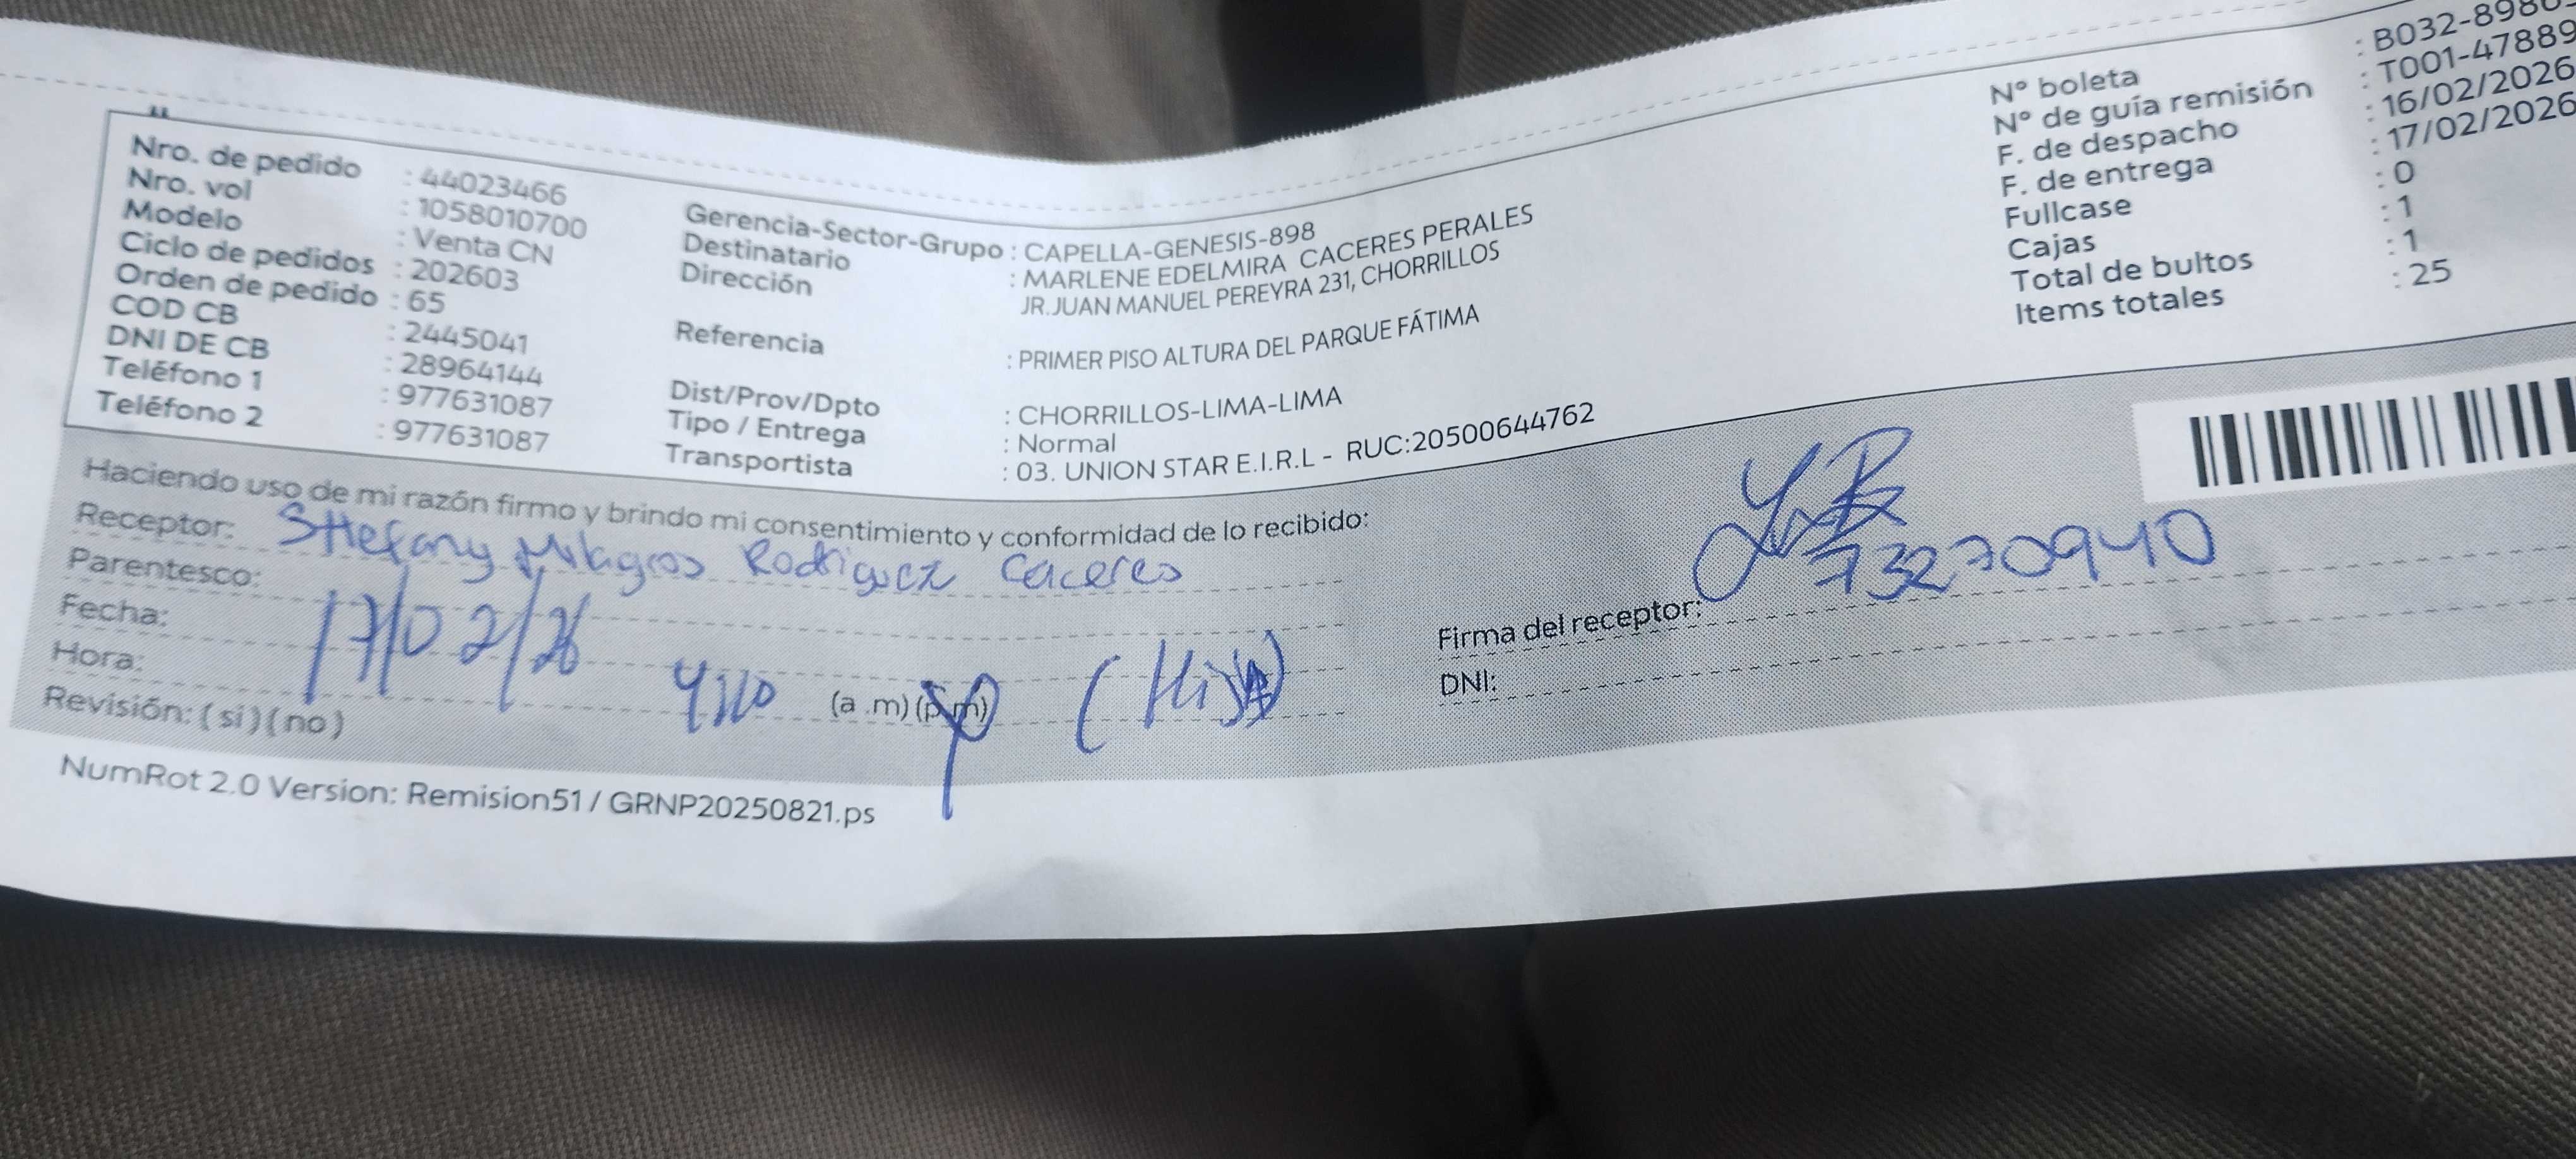 Nro. de pedido : 44023466
Nro. vol : 1058010700
Modelo : Venta CN
Ciclo de pedidos : 202603
Orden de pedido : 65
COD CB : 2445041
DNI DE CB : 28964144
Teléfono 1 : 977631087
Teléfono 2 : 977631087
Gerencia-Sector-Grupo : CAPELLA-GENESIS-898
Destinatario : MARLENE EDELMIRA CACERES PERALES
Dirección JR.JUAN MANUEL PEREYRA 231, CHORRILLOS
Referencia : PRIMER PISO ALTURA DEL PARQUE FÁTIMA
Dist/Prov/Dpto : CHORRILLOS-LIMA-LIMA
Tipo / Entrega : Normal
Transportista : 03. UNION STAR E.I.R.L - RUC:20500644762
N° boleta : B032-8980
N° de guía remisión : T001-47889
F. de despacho : 16/02/2026
F. de entrega : 17/02/2026
Fullcase : 0
Cajas : 1
Total de bultos : 1
Items totales : 25
Haciendo uso de mi razón firmo y brindo mi consentimiento y conformidad de lo recibido:
Receptor: Stefany Milagros Rodriguez Caceres
Parentesco:
Fecha: 17/02/26
Hora: (a .m) (p.m) (Hija)
Revisión: ( si ) ( no )
Firma del receptor:
73270940
DNI:
NumRot 2.0 Version: Remision51 / GRNP20250821.ps